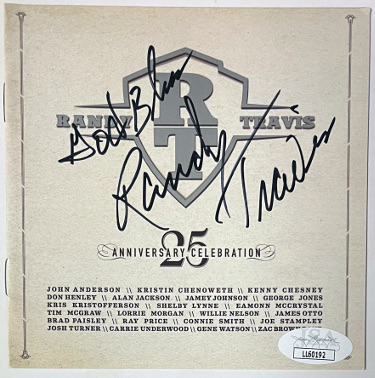 God Bless
RANDY RT TRAVIS
Randy Travis
25
ANNIVERSARY CELEBRATION
JOHN ANDERSON \\ KRISTIN CHENOWETH \\ KENNY CHESNEY
DON HENLEY \\ ALAN JACKSON \\ JAMEY JOHNSON \\ GEORGE JONES
KRIS KRISTOFFERSON \\ SHELBY LYNNE \\ EAMONN MCCRYSTAL
TIM MCGRAW \\ LORRIE MORGAN \\ WILLIE NELSON \\ JAMES OTTO
BRAD PAISLEY \\ RAY PRICE \\ CONNIE SMITH \\ JOE STAMPLEY
JOSH TURNER \\ CARRIE UNDERWOOD \\ GENE WATSON \\ ZAC BROWN
JSA
LL60192